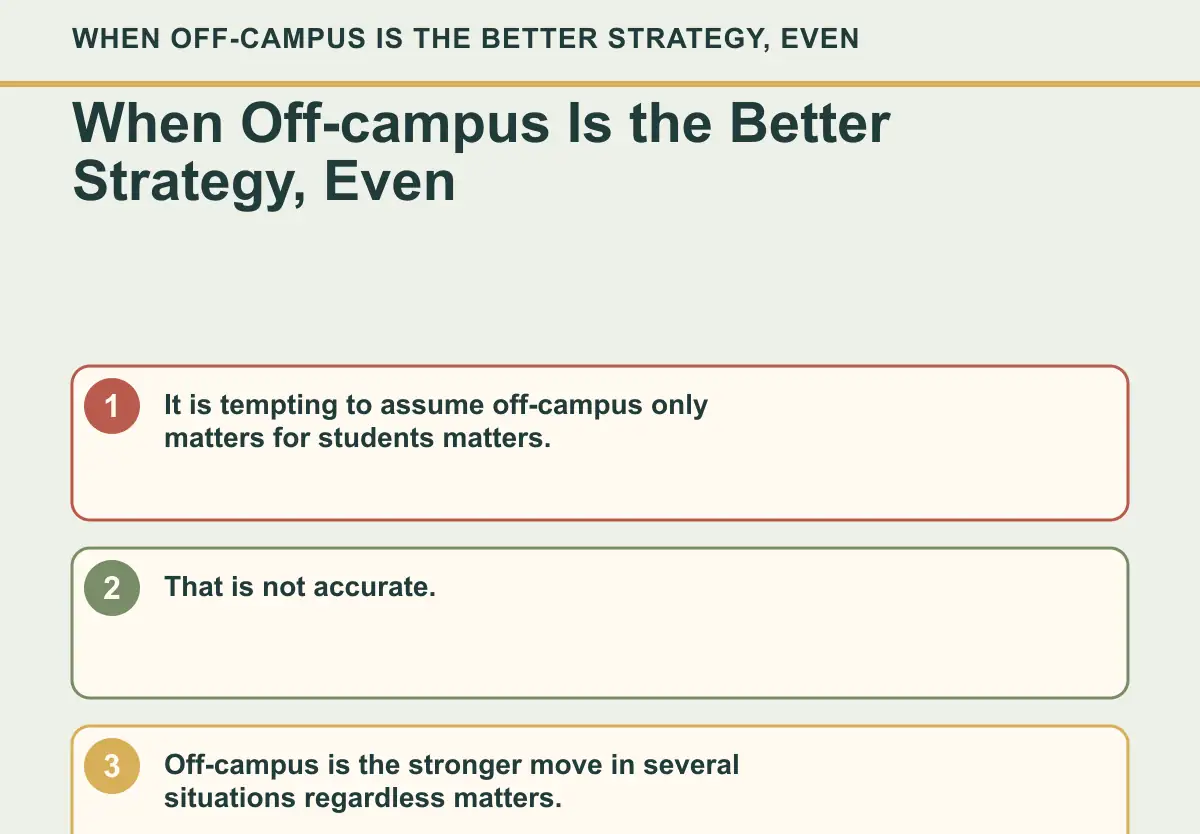 WHEN OFF-CAMPUS IS THE BETTER STRATEGY, EVEN
When Off-campus Is the Better
Strategy, Even
1
It is tempting to assume off-campus only
matters for students matters.
2
That is not accurate.
3
Off-campus is the stronger move in several
situations regardless matters.